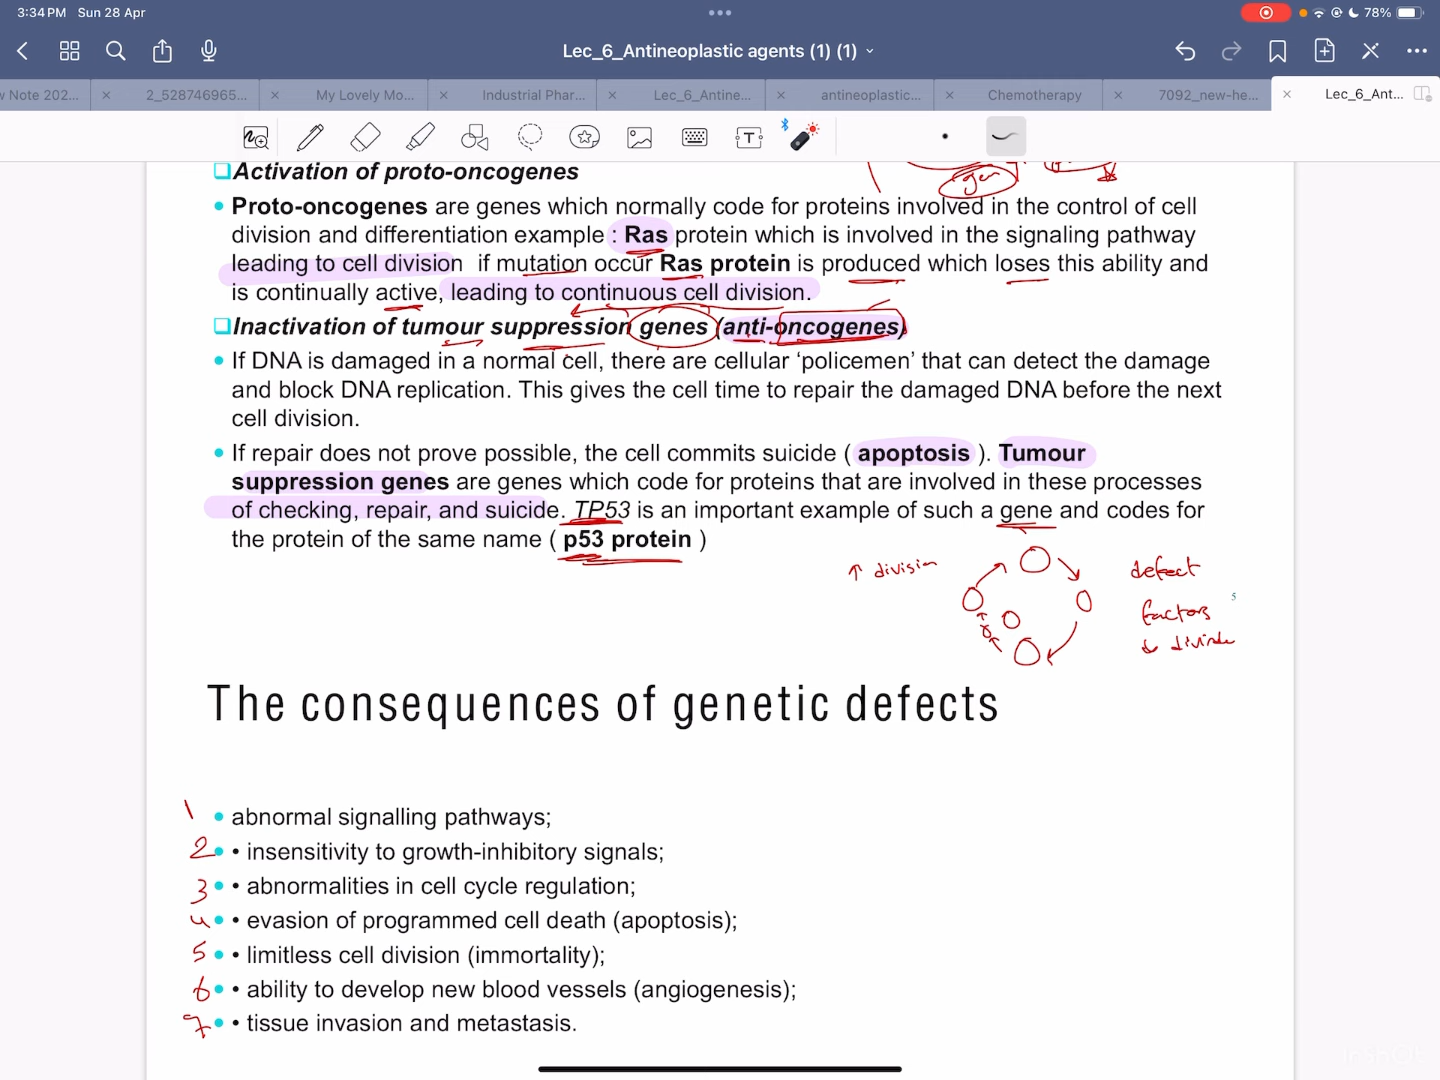 3:34 PM Sun 28 Apr
78%
Lec_6_Antineoplastic agents (1) (1)
w Note 202...
2_528746965...
My Lovely Mo...
Industrial Phar...
Lec_6_Antine...
antineoplastic...
Chemotherapy
7092_new-he...
Lec_6_Ant...
gen
Activation of proto-oncogenes
• Proto-oncogenes are genes which normally code for proteins involved in the control of cell
division and differentiation example : Ras protein which is involved in the signaling pathway
leading to cell division if mutation occur Ras protein is produced which loses this ability and
is continually active, leading to continuous cell division.
Inactivation of tumour suppression genes (anti-oncogenes)
• If DNA is damaged in a normal cell, there are cellular ‘policemen’ that can detect the damage
and block DNA replication. This gives the cell time to repair the damaged DNA before the next
cell division.
• If repair does not prove possible, the cell commits suicide ( apoptosis ). Tumour
suppression genes are genes which code for proteins that are involved in these processes
of checking, repair, and suicide. TP53 is an important example of such a gene and codes for
the protein of the same name ( p53 protein )
↑ division
defect
factors
5
The consequences of genetic defects
1 • abnormal signalling pathways;
2 • • insensitivity to growth-inhibitory signals;
3 • • abnormalities in cell cycle regulation;
4 • • evasion of programmed cell death (apoptosis);
5 • • limitless cell division (immortality);
6 • • ability to develop new blood vessels (angiogenesis);
7 • • tissue invasion and metastasis.